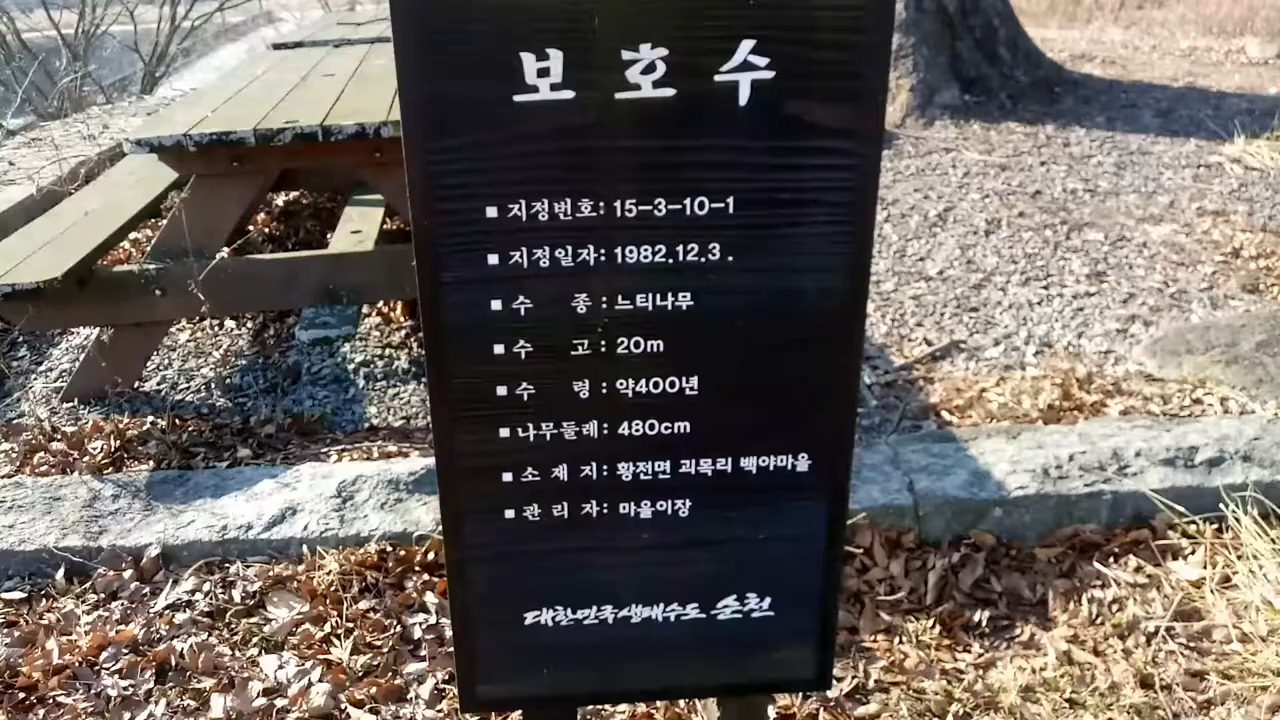 보 호 수
■ 지정번호: 15-3-10-1
■ 지정일자: 1982.12.3.
■ 수 종 : 느티나무
■ 수 고 : 20m
■ 수 령 : 약400년
■ 나무둘레: 480cm
■ 소 재 지: 황전면 괴목리 백야마을
■ 관 리 자: 마을이장
대한민국생태수도 순천